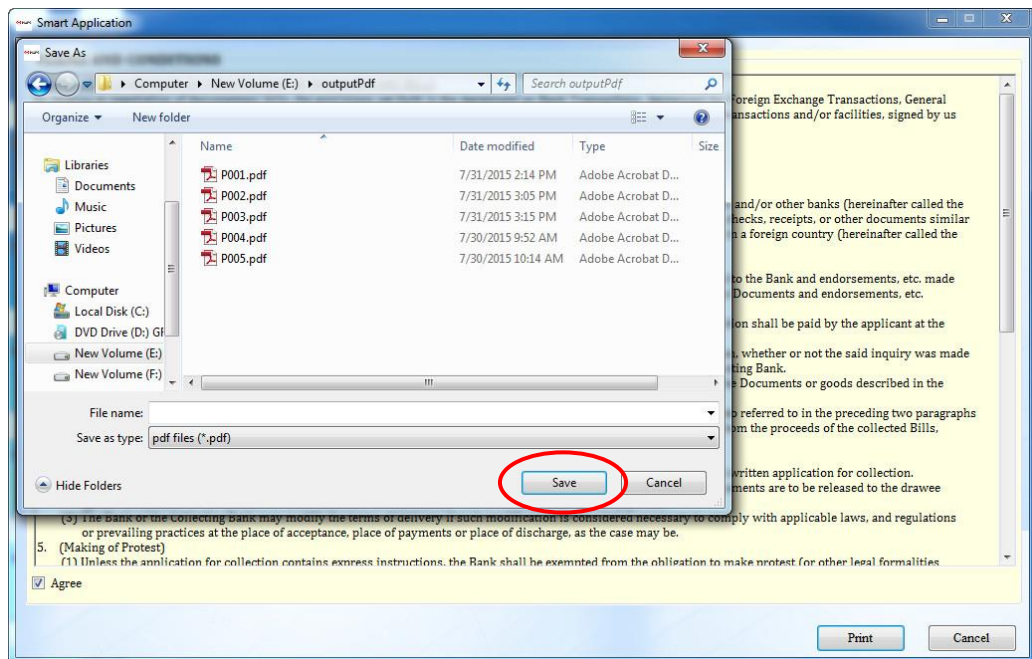 Smart Application
Save As
Computer New Volume (E:) outputPdf
Search outputPdf
Organize New folder
Name Date modified Type Size
Libraries
Documents
Music
Pictures
Videos
Computer
Local Disk (C:)
DVD Drive (D:) GF
New Volume (E:)
New Volume (F:)
P001.pdf 7/31/2015 2:14 PM Adobe Acrobat D...
P002.pdf 7/31/2015 3:05 PM Adobe Acrobat D...
P003.pdf 7/31/2015 3:15 PM Adobe Acrobat D...
P004.pdf 7/30/2015 9:52 AM Adobe Acrobat D...
P005.pdf 7/30/2015 10:14 AM Adobe Acrobat D...
File name:
Save as type: pdf files (*.pdf)
Hide Folders
Save Cancel
Foreign Exchange Transactions, General
ansactions and/or facilities, signed by us
and/or other banks (hereinafter called the
hecks, receipts, or other documents similar
a foreign country (hereinafter called the
to the Bank and endorsements, etc. made
Documents and endorsements, etc.
on shall be paid by the applicant at the
, whether or not the said inquiry was made
ting Bank.
Documents or goods described in the
referred to in the preceding two paragraphs
om the proceeds of the collected Bills,
written application for collection.
ments are to be released to the drawee
(3) The Bank or the Collecting Bank may modify the terms of delivery if such modification is considered necessary to comply with applicable laws, and regulations
or prevailing practices at the place of acceptance, place of payments or place of discharge, as the case may be.
5. (Making of Protest)
(1) Unless the application for collection contains express instructions, the Bank shall be exempted from the obligation to make protest (or other legal formalities
Agree
Print Cancel